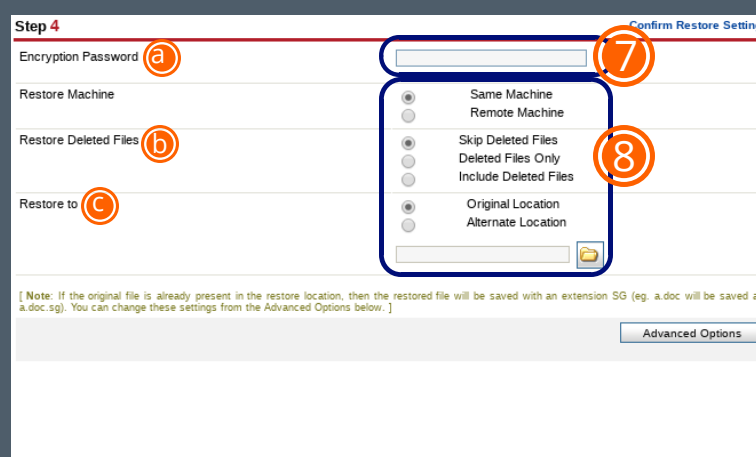 Step 4
Confirm Restore Settin
Encryption Password a
7
Restore Machine
Same Machine
Remote Machine
Restore Deleted Files b
Skip Deleted Files
Deleted Files Only
Include Deleted Files
8
Restore to C
Original Location
Alternate Location
[ Note: If the original file is already present in the restore location, then the restored file will be saved with an extension SG (eg. a.doc will be saved a
a.doc.sg). You can change these settings from the Advanced Options below. ]
Advanced Options